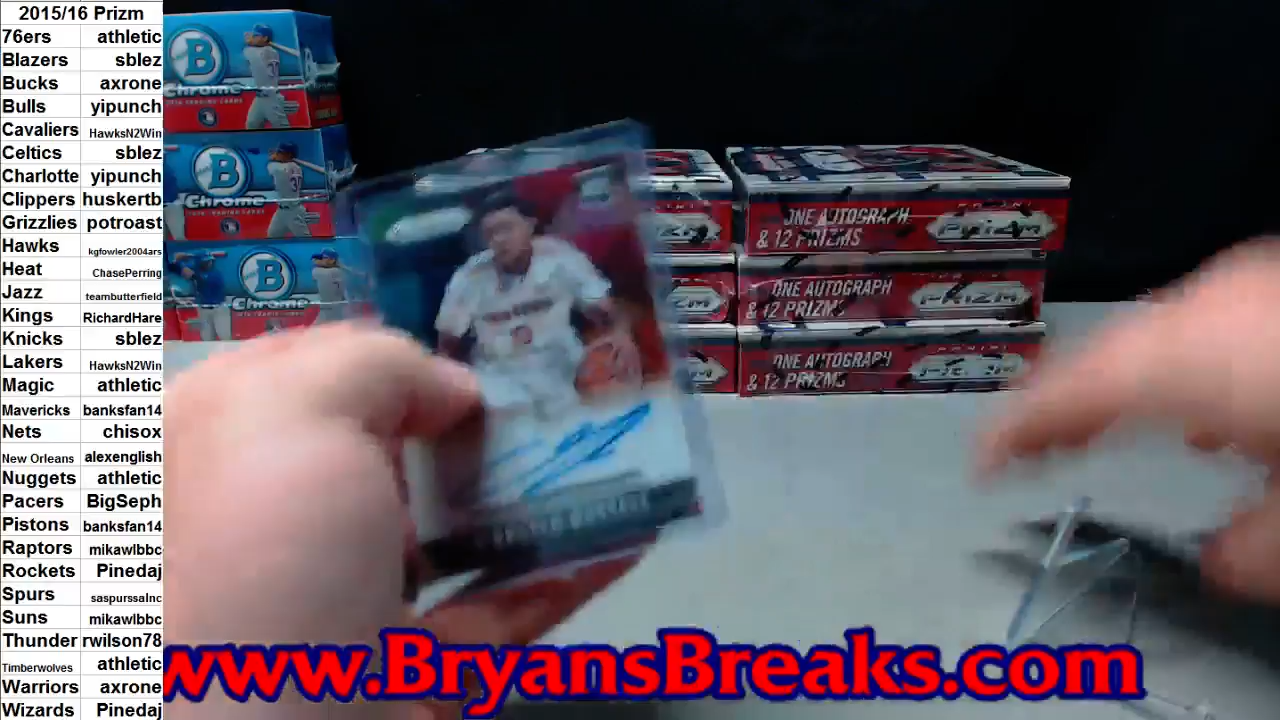 2015/16 Prizm
76ers athletic
Blazers sblez
Bucks axrone
Bulls yipunch
Cavaliers HawksN2Win
Celtics sblez
Charlotte yipunch
Clippers huskertb
Grizzlies potroast
Hawks kgfowler2004ars
Heat ChasePerring
Jazz teambutterfield
Kings RichardHare
Knicks sblez
Lakers HawksN2Win
Magic athletic
Mavericks banksfan14
Nets chisox
New Orleans alexenglish
Nuggets athletic
Pacers BigSeph
Pistons banksfan14
Raptors mikawlbbc
Rockets Pinedaj
Spurs saspurssaInc
Suns mikawlbbc
Thunder rwilson78
Timberwolves athletic
Warriors axrone
Wizards Pinedaj
B
Chrome
B
Chrome
B
Chrome
ONE AUTOGRAPH
& 12 PRIZMS
PRIZM
ONE AUTOGRAPH
& 12 PRIZMS
PRIZM
ONE AUTOGRAPH
& 12 PRIZMS
www.BryansBreaks.com